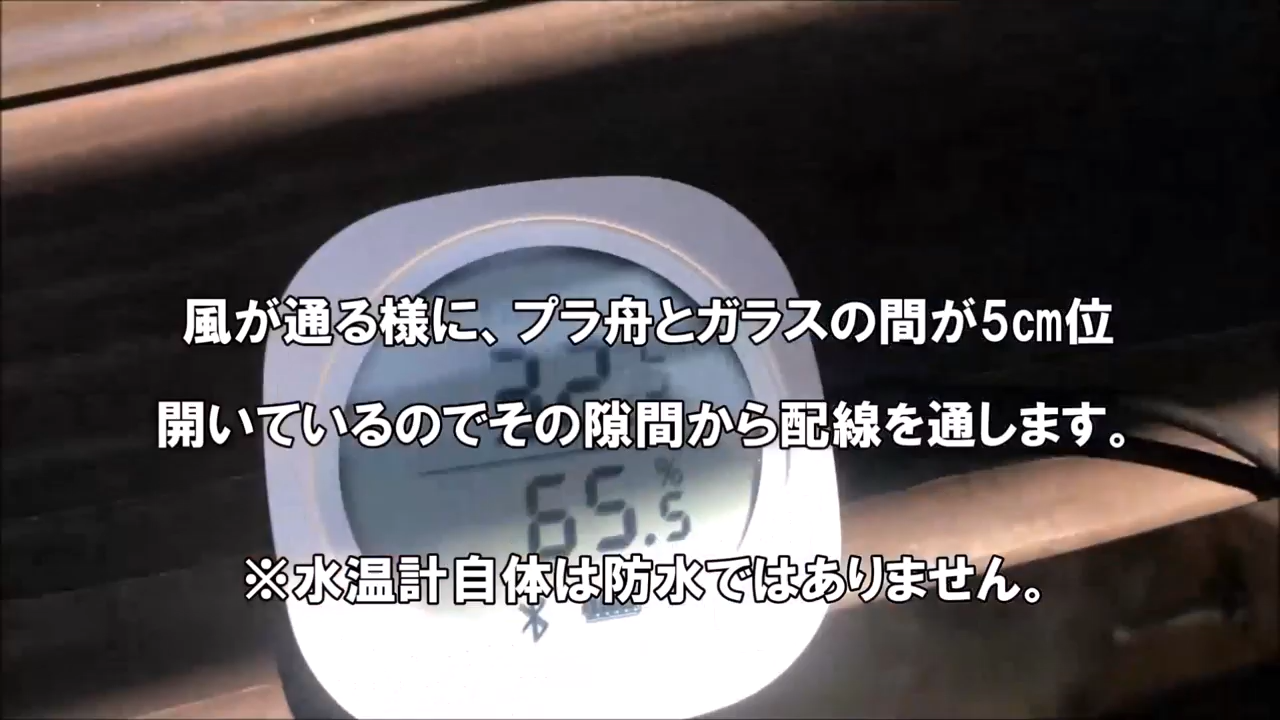 風が通る様に、プラ舟とガラスの間が5cm位
開いているのでその隙間から配線を通します。
%
65.5
※水温計自体は防水ではありません。